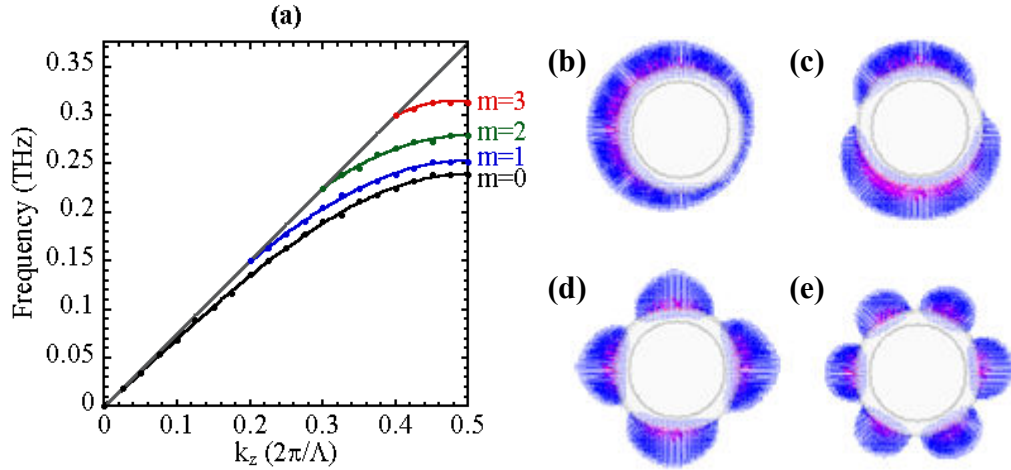 (a)
Frequency (THz)
0.35
0.3
0.25
0.2
0.15
0.1
0.05
0
0 0.1 0.2 0.3 0.4 0.5
k_z (2π/Λ)
m=3
m=2
m=1
m=0
(b) (c)
(d) (e)